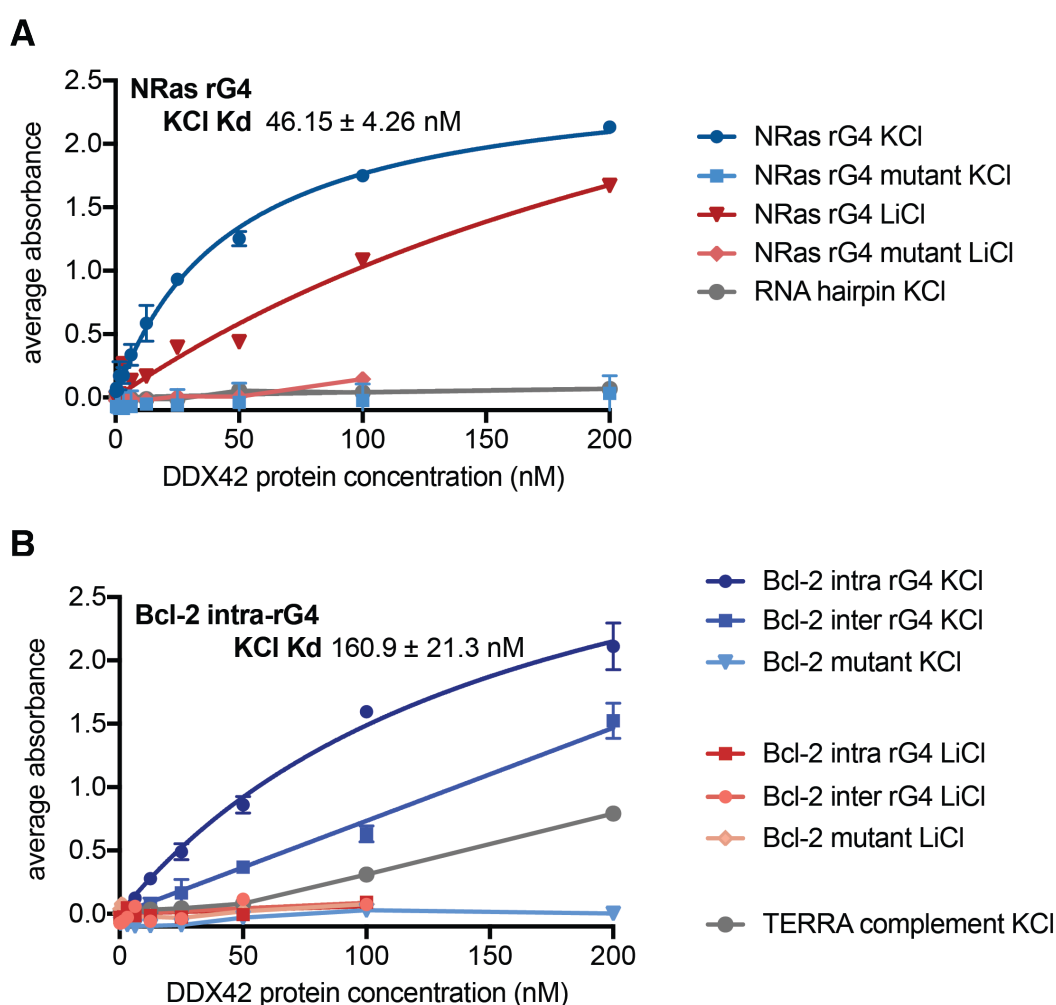 A
NRas rG4
KCl Kd 46.15 ± 4.26 nM
2.5
2.0
1.5
1.0
0.5
0.0
average absorbance
0 50 100 150 200
DDX42 protein concentration (nM)
NRas rG4 KCl
NRas rG4 mutant KCl
NRas rG4 LiCl
NRas rG4 mutant LiCl
RNA hairpin KCl
B
Bcl-2 intra-rG4
KCl Kd 160.9 ± 21.3 nM
2.5
2.0
1.5
1.0
0.5
0.0
average absorbance
0 50 100 150 200
DDX42 protein concentration (nM)
Bcl-2 intra rG4 KCl
Bcl-2 inter rG4 KCl
Bcl-2 mutant KCl
Bcl-2 intra rG4 LiCl
Bcl-2 inter rG4 LiCl
Bcl-2 mutant LiCl
TERRA complement KCl